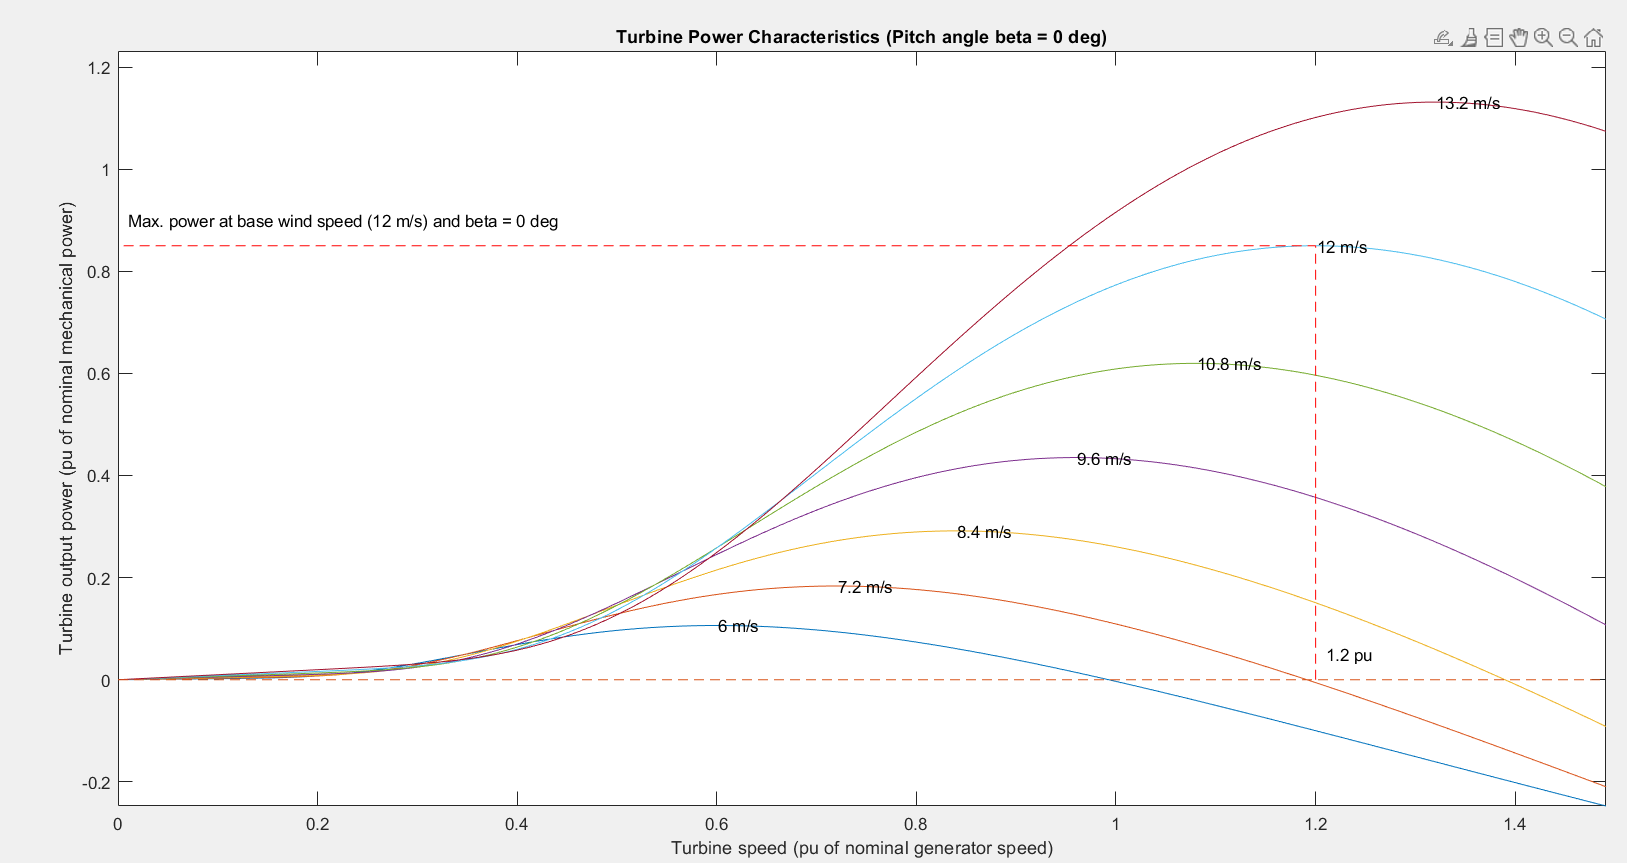 Turbine Power Characteristics (Pitch angle beta = 0 deg)
1.2
13.2 m/s
1
Max. power at base wind speed (12 m/s) and beta = 0 deg
12 m/s
0.8
10.8 m/s
0.6
9.6 m/s
0.4
8.4 m/s
7.2 m/s
0.2
6 m/s
1.2 pu
0
-0.2
Turbine output power (pu of nominal mechanical power)
0 0.2 0.4 0.6 0.8 1 1.2 1.4
Turbine speed (pu of nominal generator speed)